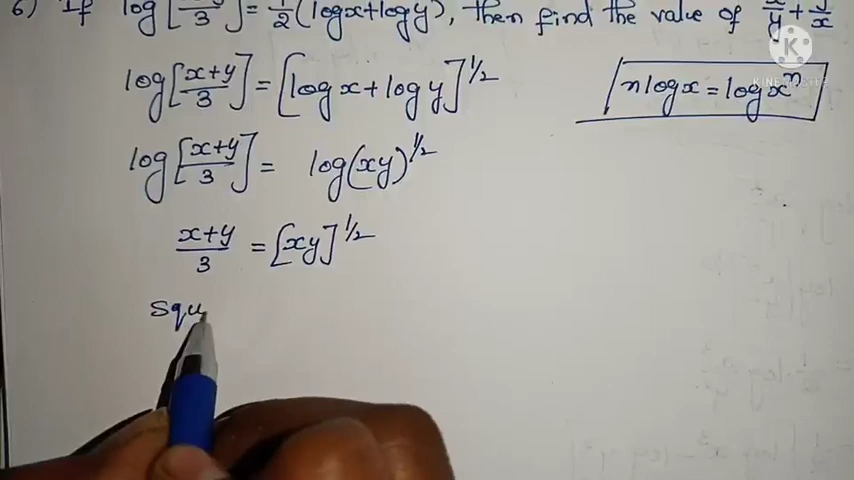 6) If log[x+y/3] = 1/2 (logx+logy), then find the value of x/y + y/x
log[x+y/3] = [log x + log y]^1/2
n log x = log x^n
log[x+y/3] = log(xy)^1/2
x+y/3 = [xy]^1/2
Squ
K